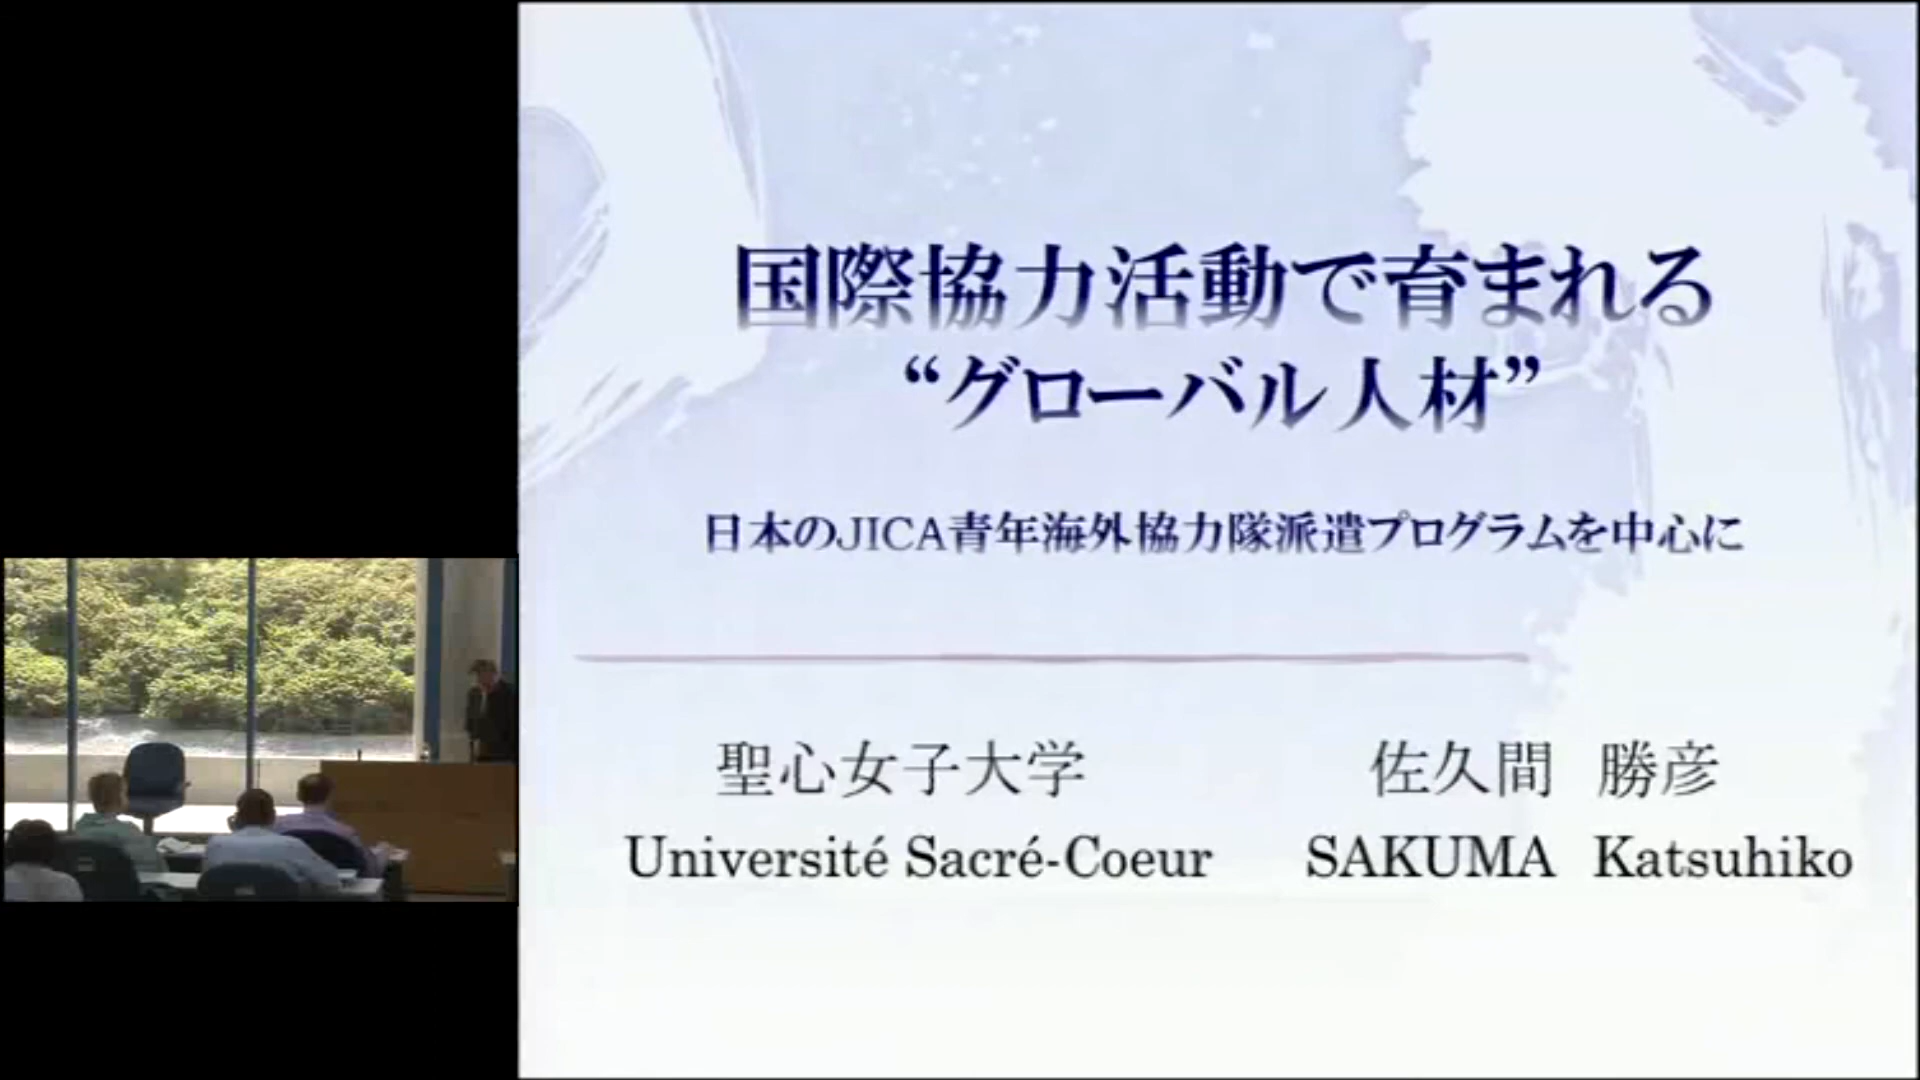 国際協力活動で育まれる
“グローバル人材”
日本のJICA青年海外協力隊派遣プログラムを中心に
聖心女子大学 佐久間 勝彦
Université Sacré-Coeur SAKUMA Katsuhiko